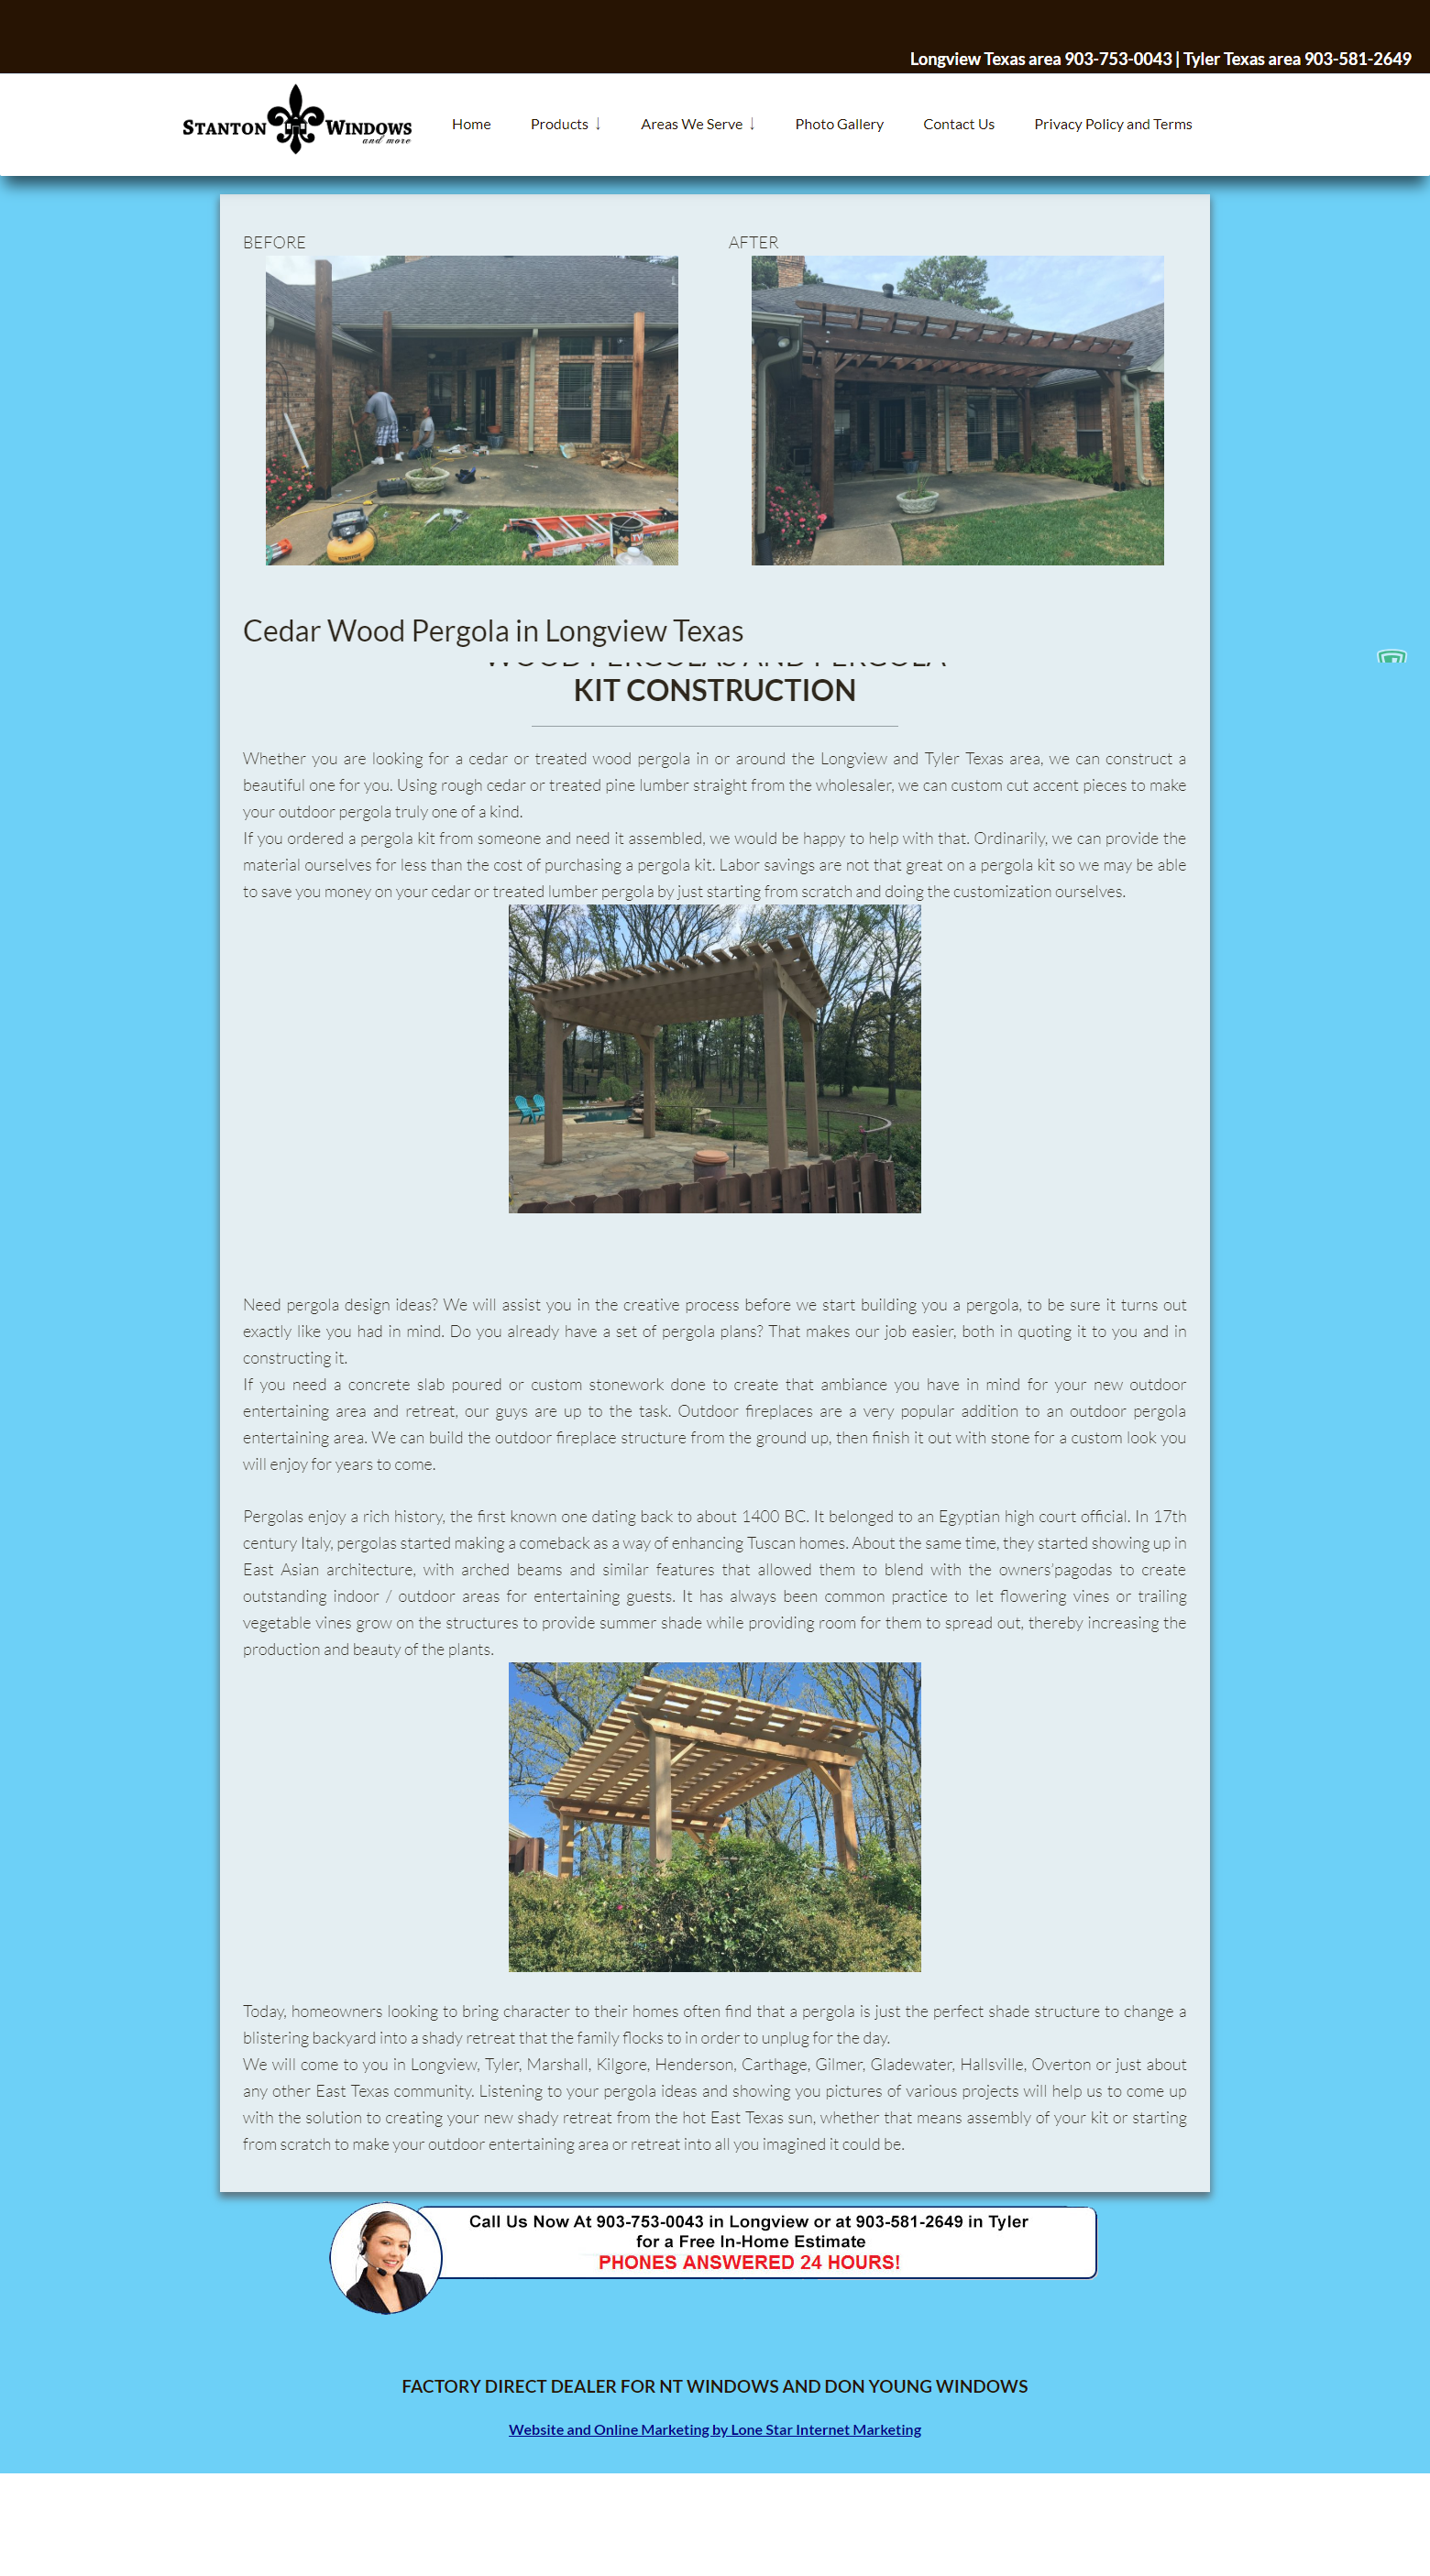 Longview Texas area 903-753-0043 | Tyler Texas area 903-581-2649
STANTON WINDOWS
and more
Home Products ↓ Areas We Serve ↓ Photo Gallery Contact Us Privacy Policy and Terms
BEFORE AFTER
Cedar Wood Pergola in Longview Texas
WOOD PERGOLAS AND PERGOLA
KIT CONSTRUCTION
Whether you are looking for a cedar or treated wood pergola in or around the Longview and Tyler Texas area, we can construct a
beautiful one for you. Using rough cedar or treated pine lumber straight from the wholesaler, we can custom cut accent pieces to make
your outdoor pergola truly one of a kind.
If you ordered a pergola kit from someone and need it assembled, we would be happy to help with that. Ordinarily, we can provide the
material ourselves for less than the cost of purchasing a pergola kit. Labor savings are not that great on a pergola kit so we may be able
to save you money on your cedar or treated lumber pergola by just starting from scratch and doing the customization ourselves.
Need pergola design ideas? We will assist you in the creative process before we start building you a pergola, to be sure it turns out
exactly like you had in mind. Do you already have a set of pergola plans? That makes our job easier, both in quoting it to you and in
constructing it.
If you need a concrete slab poured or custom stonework done to create that ambiance you have in mind for your new outdoor
entertaining area and retreat, our guys are up to the task. Outdoor fireplaces are a very popular addition to an outdoor pergola
entertaining area. We can build the outdoor fireplace structure from the ground up, then finish it out with stone for a custom look you
will enjoy for years to come.
Pergolas enjoy a rich history, the first known one dating back to about 1400 BC. It belonged to an Egyptian high court official. In 17th
century Italy, pergolas started making a comeback as a way of enhancing Tuscan homes. About the same time, they started showing up in
East Asian architecture, with arched beams and similar features that allowed them to blend with the owners’pagodas to create
outstanding indoor / outdoor areas for entertaining guests. It has always been common practice to let flowering vines or trailing
vegetable vines grow on the structures to provide summer shade while providing room for them to spread out, thereby increasing the
production and beauty of the plants.
Today, homeowners looking to bring character to their homes often find that a pergola is just the perfect shade structure to change a
blistering backyard into a shady retreat that the family flocks to in order to unplug for the day.
We will come to you in Longview, Tyler, Marshall, Kilgore, Henderson, Carthage, Gilmer, Gladewater, Hallsville, Overton or just about
any other East Texas community. Listening to your pergola ideas and showing you pictures of various projects will help us to come up
with the solution to creating your new shady retreat from the hot East Texas sun, whether that means assembly of your kit or starting
from scratch to make your outdoor entertaining area or retreat into all you imagined it could be.
Call Us Now At 903-753-0043 in Longview or at 903-581-2649 in Tyler
for a Free In-Home Estimate
PHONES ANSWERED 24 HOURS!
FACTORY DIRECT DEALER FOR NT WINDOWS AND DON YOUNG WINDOWS
Website and Online Marketing by Lone Star Internet Marketing